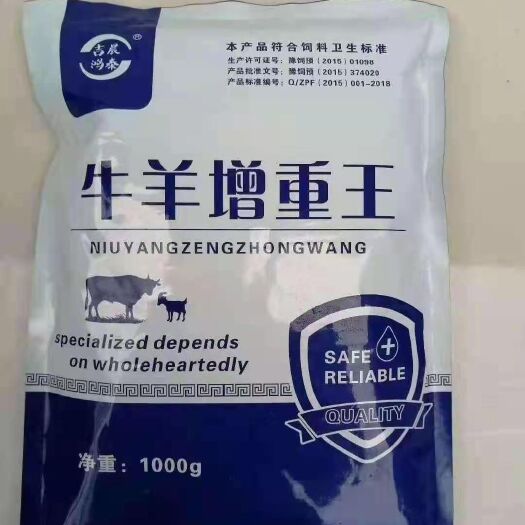 吉晨
鸿泰
本产品符合饲料卫生标准
生产许可证号：豫饲预（2015）01098
产品批准文号：豫饲预（2015）374020
产品标准编号：Q/ZPF（2015）001-2018
牛羊增重王
NIUYANGZENGZHONGWANG
specialized depends
on wholeheartedly
SAFE
RELIABLE
QUALITY
净重：1000g